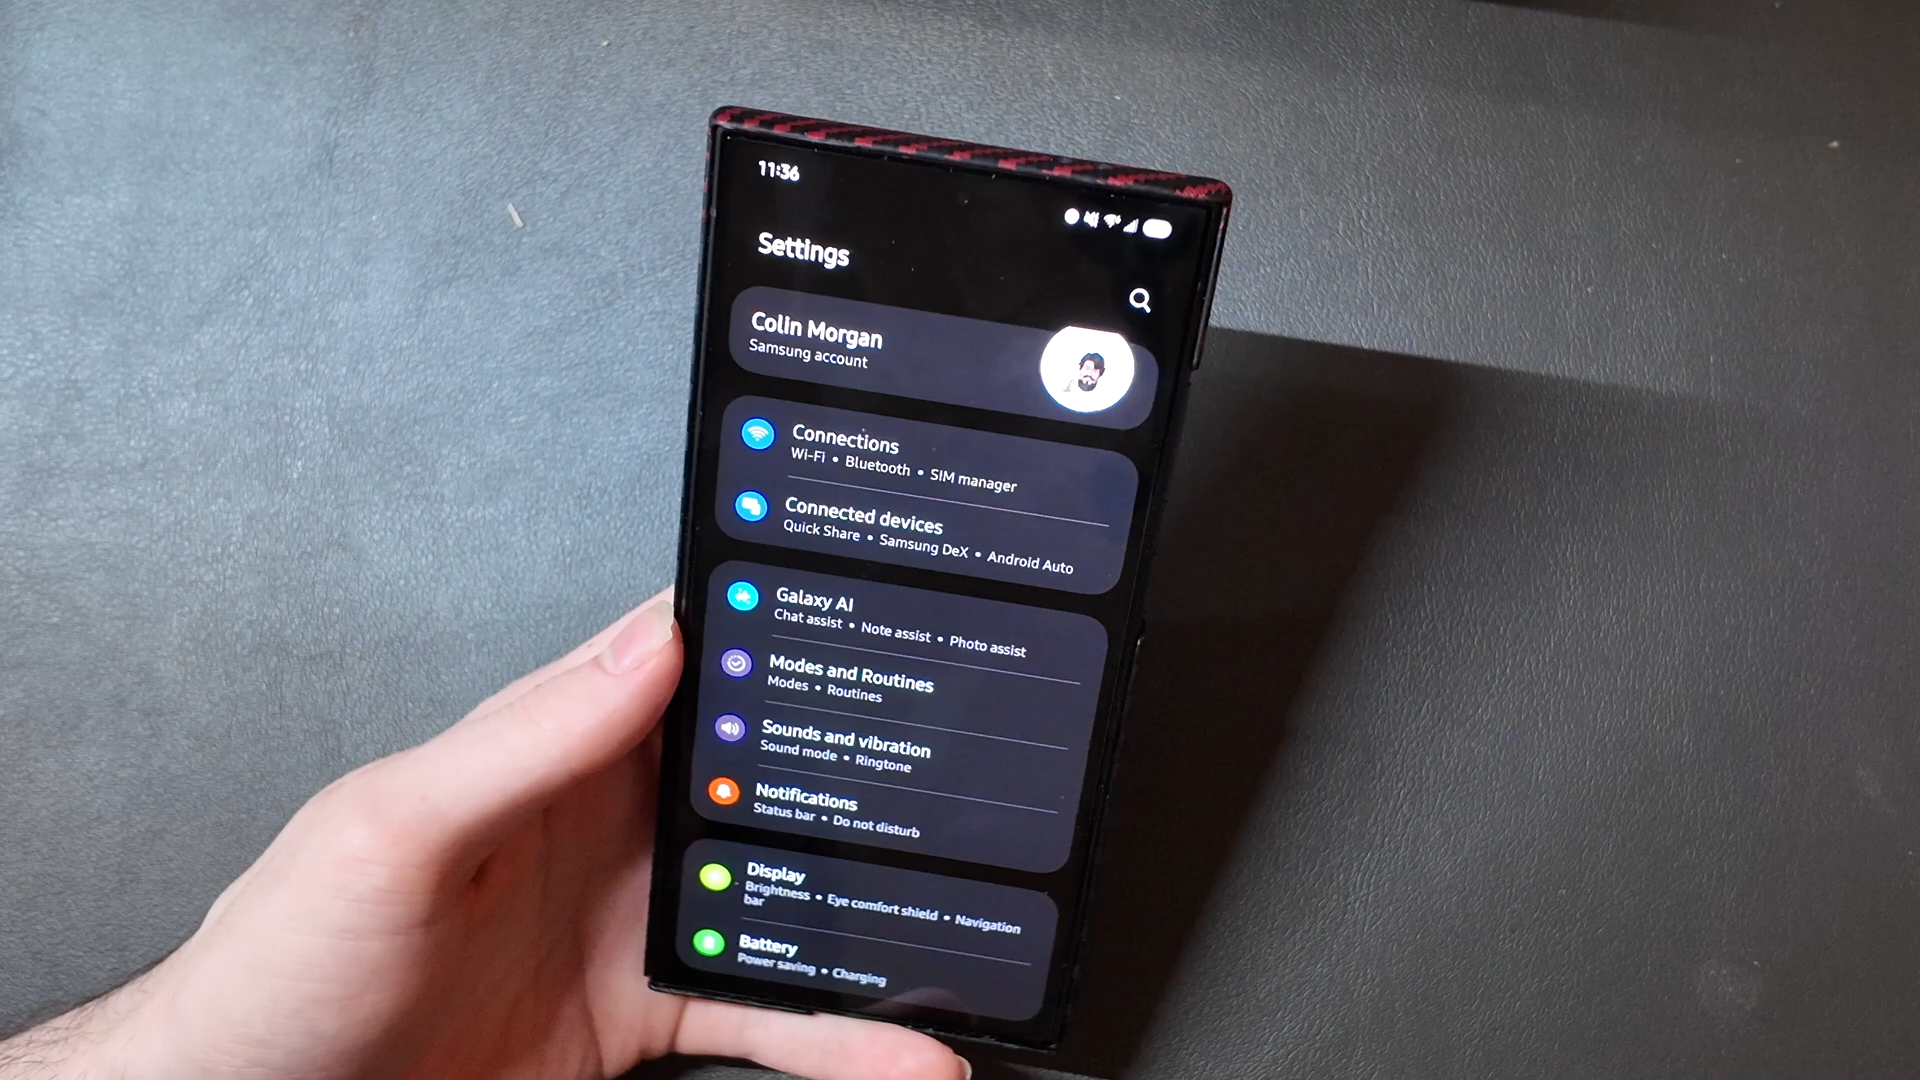 11:36
Settings
Colin Morgan
Samsung account
Connections
Wi-Fi • Bluetooth • SIM manager
Connected devices
Quick Share • Samsung DeX • Android Auto
Galaxy AI
Chat assist • Note assist • Photo assist
Modes and Routines
Modes • Routines
Sounds and vibration
Sound mode • Ringtone
Notifications
Status bar • Do not disturb
Display
Brightness • Eye comfort shield • Navigation
bar
Battery
Power saving • Charging